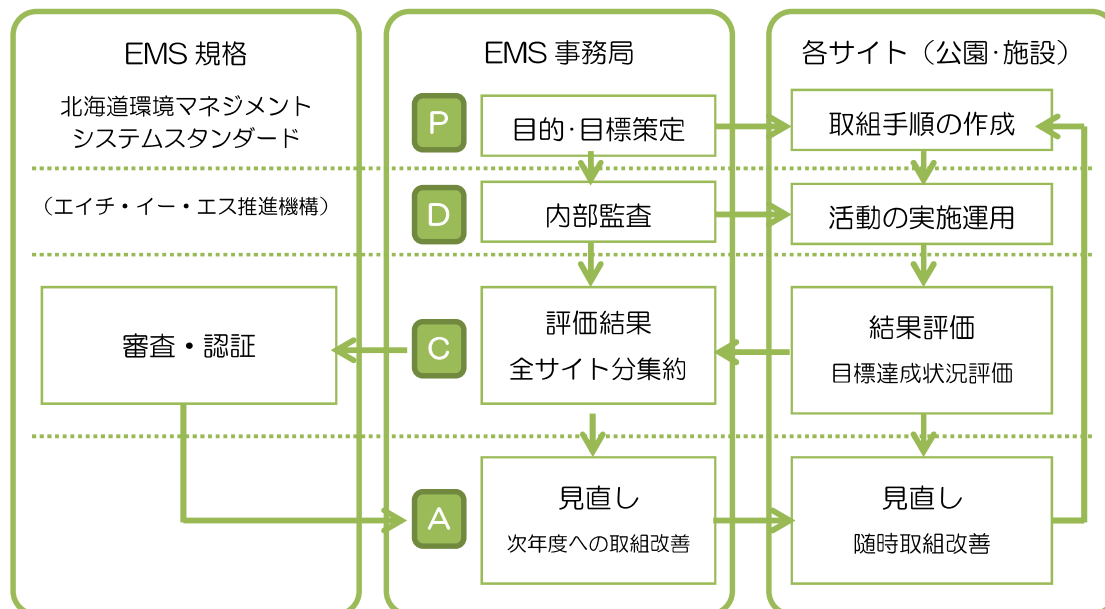 EMS 規格
北海道環境マネジメント
システムスタンダード
（エイチ・イー・エス推進機構）
審査・認証
EMS 事務局
P
目的・目標策定
D
内部監査
C
評価結果
全サイト分集約
A
見直し
次年度への取組改善
各サイト（公園・施設）
取組手順の作成
活動の実施運用
結果評価
目標達成状況評価
見直し
随時取組改善